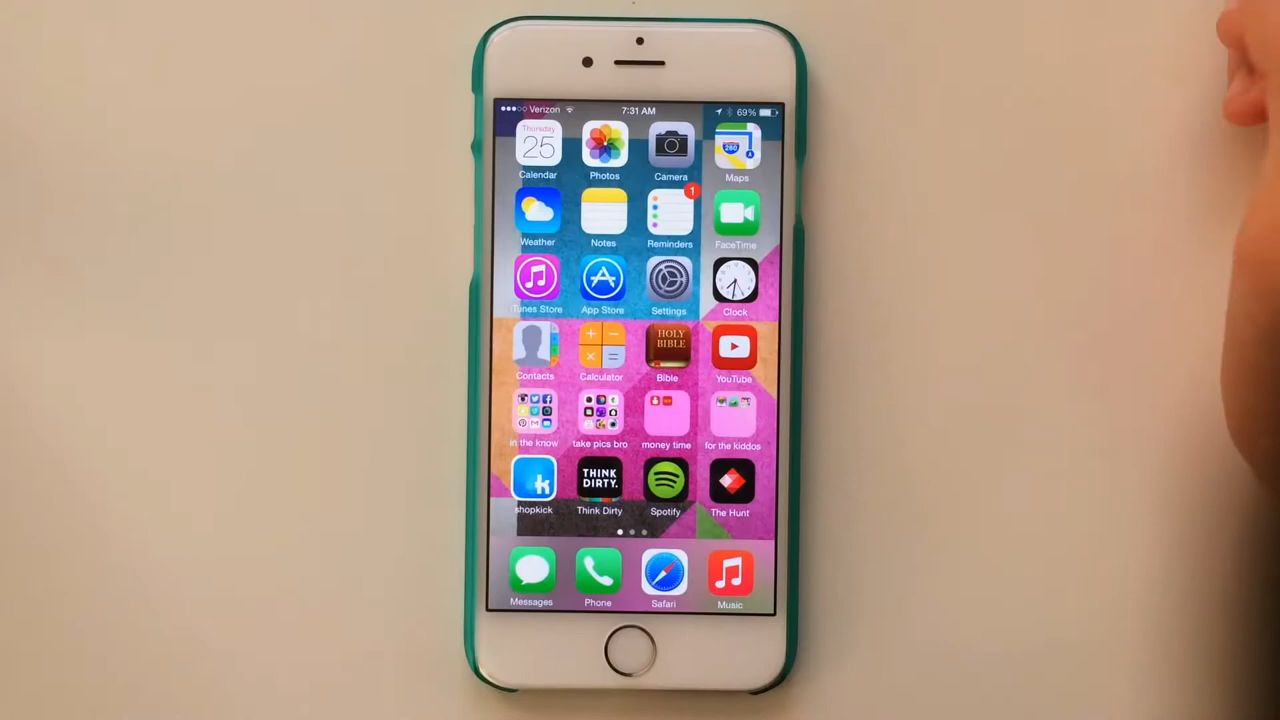 Verizon 7:31 AM 69%
Thursday
25
280
Calendar Photos Camera Maps
1
Weather Notes Reminders FaceTime
iTunes Store App Store Settings Clock
HOLY
BIBLE
Contacts Calculator Bible YouTube
in the know take pics bro money time for the kiddos
k
THINK
DIRTY.
shopkick Think Dirty Spotify The Hunt
Messages Phone Safari Music